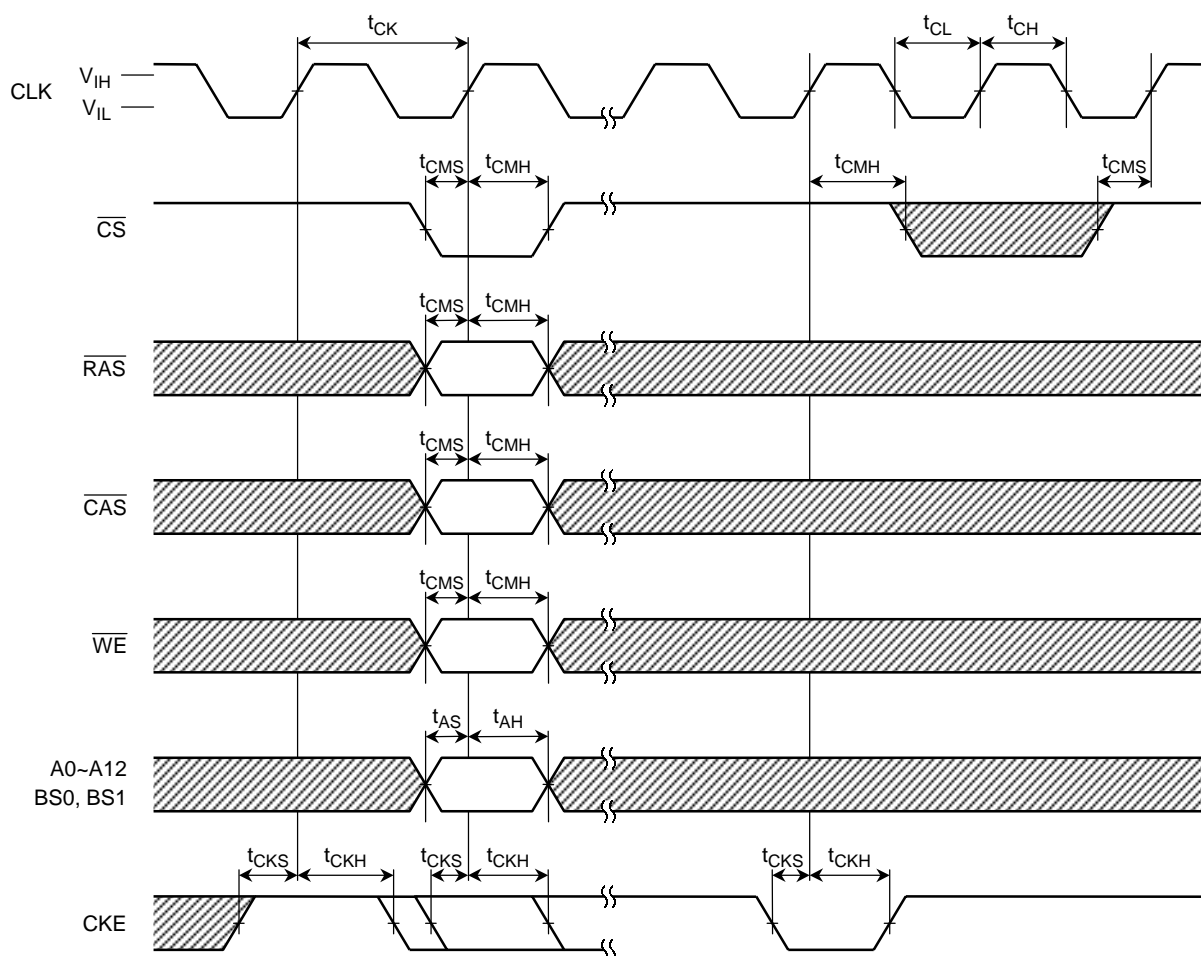 tCK tCL tCH
VIH
CLK
VIL
tCMS tCMH tCMH tCMS
CS
tCMS tCMH
RAS
tCMS tCMH
CAS
tCMS tCMH
WE
tAS tAH
A0~A12
BS0, BS1
tCKS tCKH tCKS tCKH tCKS tCKH
CKE